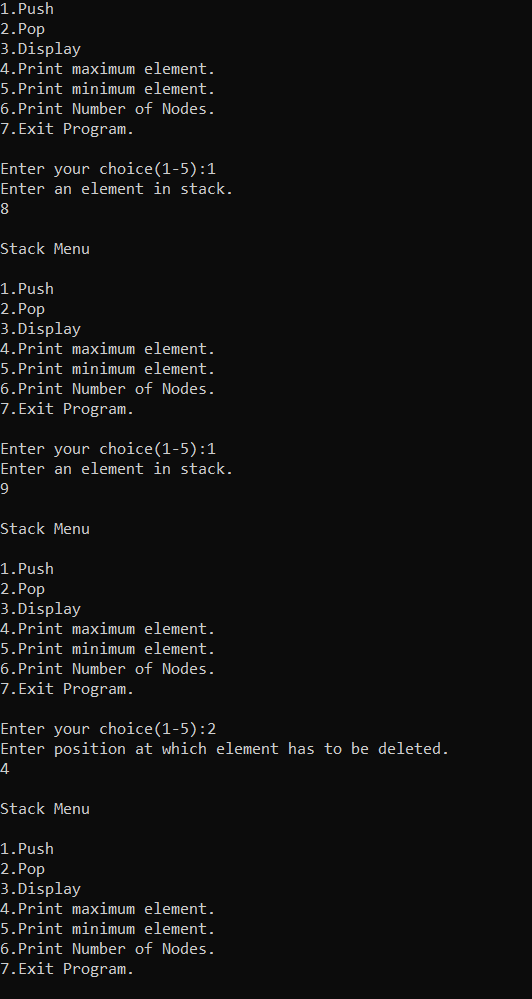 1.Push
2.Pop
3.Display
4.Print maximum element.
5.Print minimum element.
6.Print Number of Nodes.
7.Exit Program.
Enter your choice(1-5):1
Enter an element in stack.
8
Stack Menu
1.Push
2.Pop
3.Display
4.Print maximum element.
5.Print minimum element.
6.Print Number of Nodes.
7.Exit Program.
Enter your choice(1-5):1
Enter an element in stack.
9
Stack Menu
1.Push
2.Pop
3.Display
4.Print maximum element.
5.Print minimum element.
6.Print Number of Nodes.
7.Exit Program.
Enter your choice(1-5):2
Enter position at which element has to be deleted.
4
Stack Menu
1.Push
2.Pop
3.Display
4.Print maximum element.
5.Print minimum element.
6.Print Number of Nodes.
7.Exit Program.